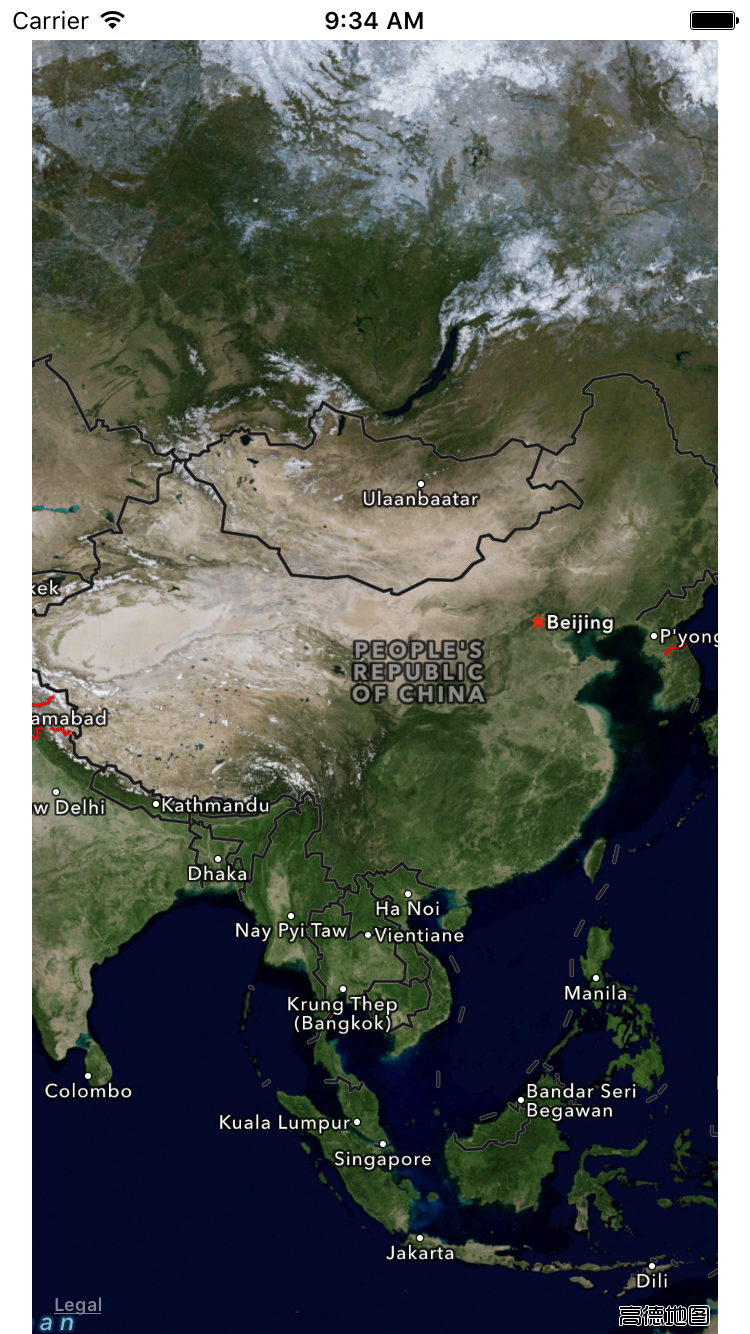 Carrier
9:34 AM
Ulaanbaatar
kek
Beijing
P'yong
PEOPLE'S
REPUBLIC
OF CHINA
amabad
w Delhi
Kathmandu
Dhaka
Ha Noi
Nay Pyi Taw
Vientiane
Manila
Krung Thep
(Bangkok)
Colombo
Bandar Seri
Begawan
Kuala Lumpur
Singapore
Jakarta
Dili
Legal
高德地图
an